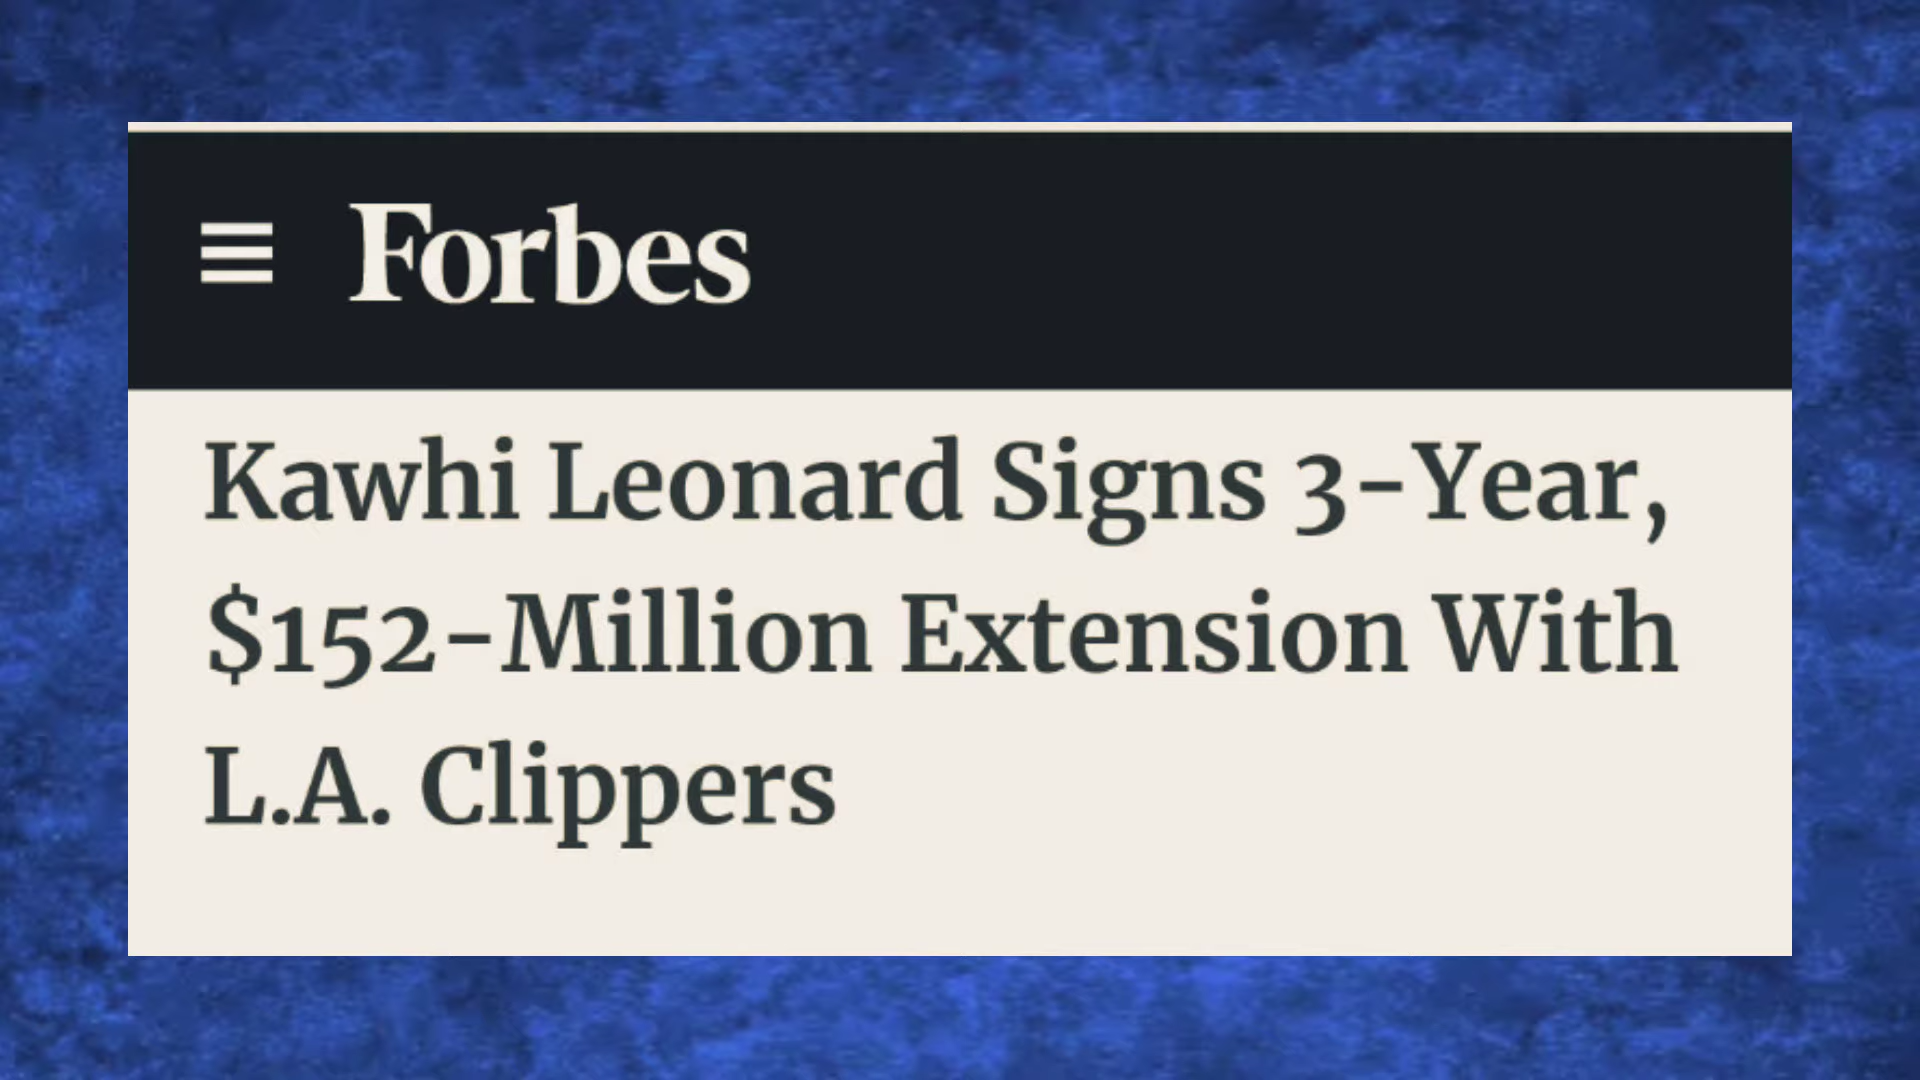 Forbes
Kawhi Leonard Signs 3-Year,
$152-Million Extension With
L.A. Clippers